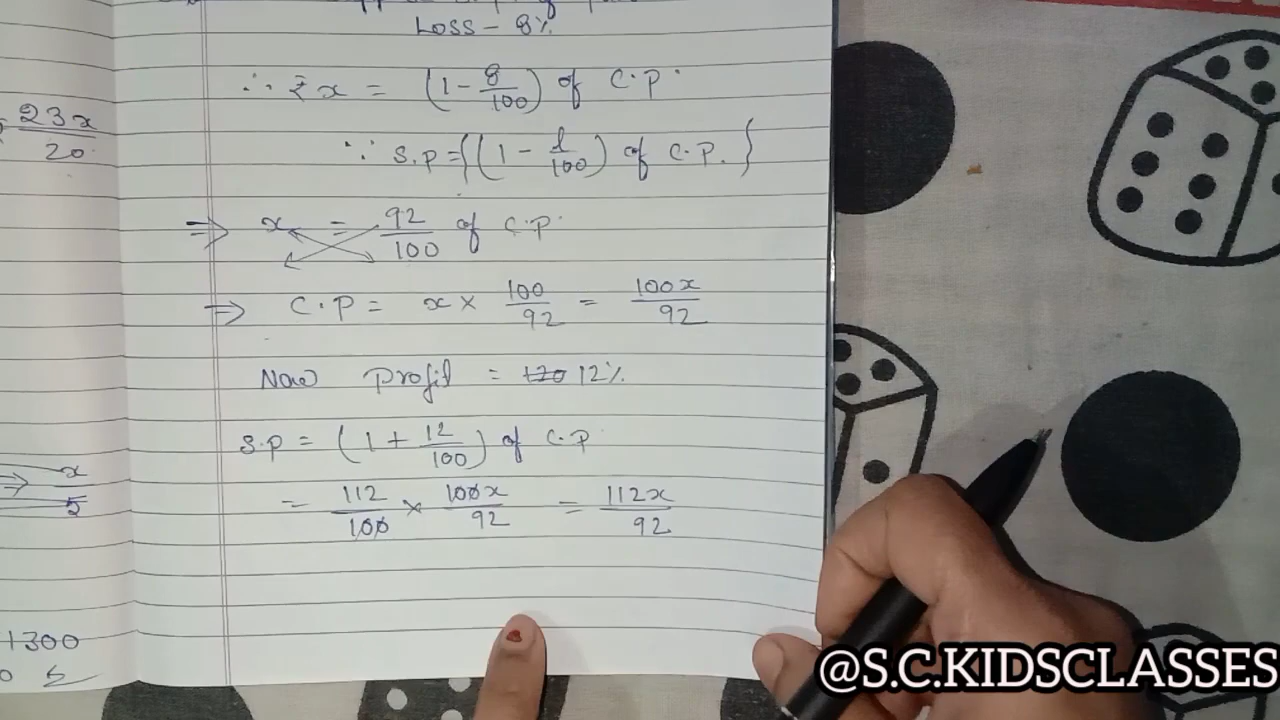 Loss - 8%
∴ ₹x = (1 - 8/100) of C.P.
∵ S.P = {(1 - l/100) of C.P.}
⇒ x = 92/100 of C.P.
⇒ C.P = x × 100/92 = 100x/92
Now Profit = 12%
S.P = (1 + 12/100) of C.P
= 112/100 × 100x/92 = 112x/92
23x/20
⇒ x/5
1300
@S.C.KIDSCLASSES